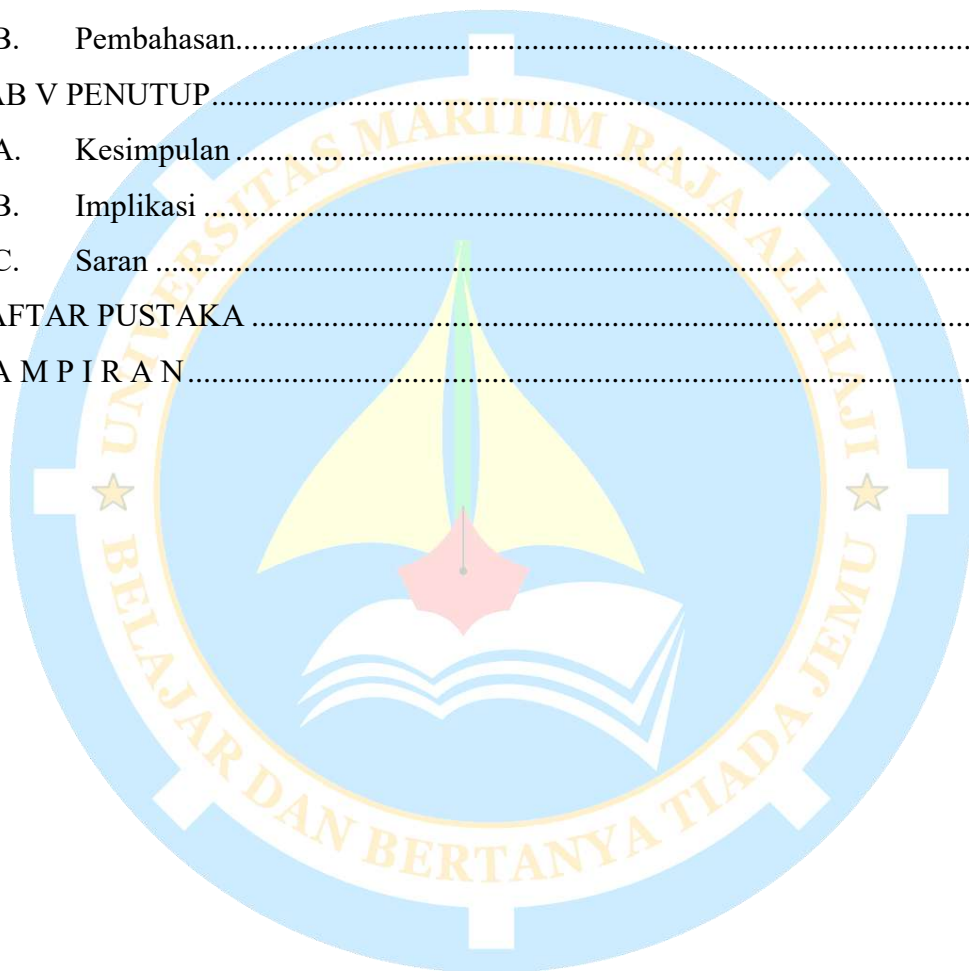 B. Pembahasan........................................................................
AB V PENUTUP........................................................................
A. Kesimpulan........................................................................
B. Implikasi........................................................................
C. Saran........................................................................
AFTAR PUSTAKA........................................................................
A M P I R A N........................................................................
UNIVERSITAS MARITIM RAJA ALI HAJI
BELAJAR DAN BERTANYA TIADA JEMU